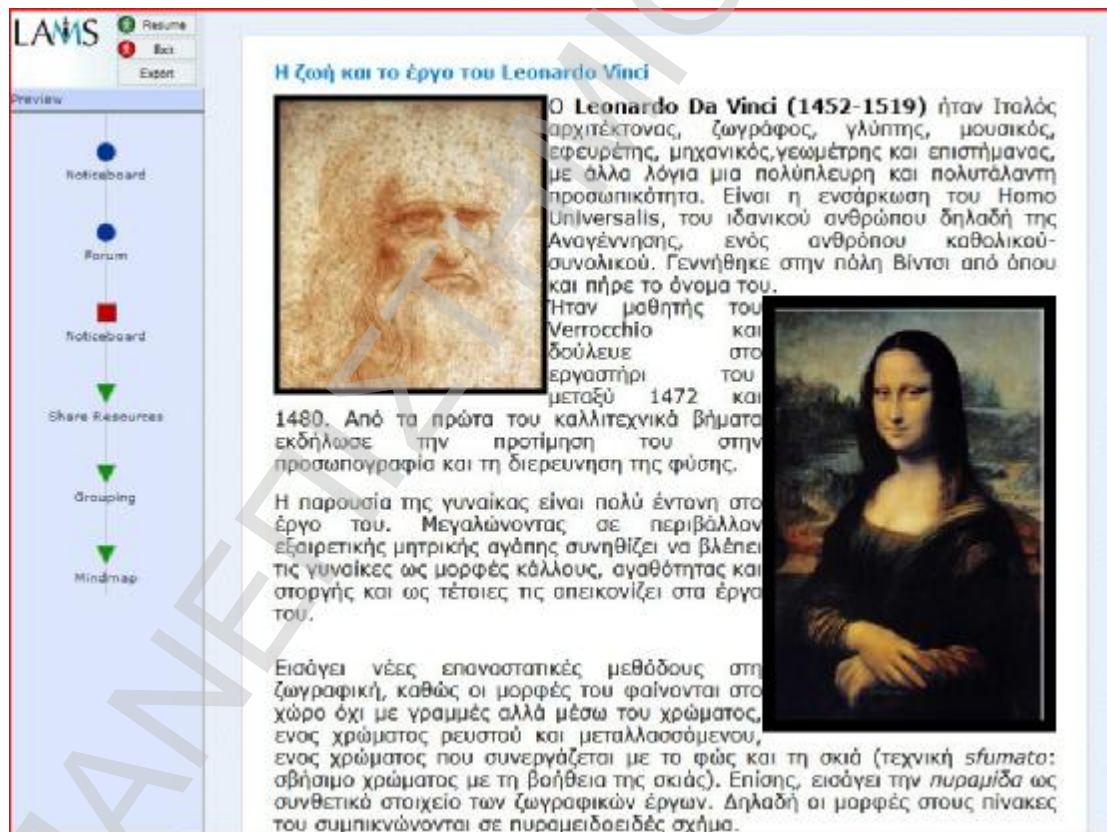 LAMS
Resume
Exit
Export
Preview
Noticeboard
Forum
Noticeboard
Share Resources
Grouping
Mindmap
Η ζωή και το έργο του Leonardo Vinci
Ο Leonardo Da Vinci (1452-1519) ήταν Ιταλός
αρχιτέκτονας, ζωγράφος, γλύπτης, μουσικός,
εφευρέτης, μηχανικός,γεωμέτρης και επιστήμανας,
με άλλα λόγια μια πολύπλευρη και πολυτάλαντη
προσωπικότητα. Είναι η ενσάρκωση του Homo
Universalis, του ιδανικού ανθρώπου δηλαδή της
Αναγέννησης, ενός ανθρόπου καθολικού-
συνολικού. Γεννήθηκε στην πόλη Βίντσι από όπου
και πήρε το όνομα του.
Ήταν μαθητής του
Verrocchio και
δούλευε στο
εργαστήρι του
μεταξύ 1472 και
1480. Από τα πρώτα του καλλιτεχνικά βήματα
εκδήλωσε την προτίμηση του στην
προσωπογραφία και τη διερευνηση της φύσης.
Η παρουσία της γυναίκας είναι πολύ έντονη στο
έργο του. Μεγαλώνοντας σε περιβάλλον
εξαιρετικής μητρικής αγάπης συνηθίζει να βλέπει
τις γυναίκες ως μορφές κάλλους, αγαθότητας και
στοργής και ως τέτοιες τις απεικονίζει στα έργα
του.
Εισάγει νέες επαναστατικές μεθόδους στη
ζωγραφική, καθώς οι μορφές του φαίνονται στο
χώρο όχι με γραμμές αλλά μέσω του χρώματος,
ενος χρώματος ρευστού και μεταλλασσόμενου,
ενος χρώματος που συνεργάζεται με το φώς και τη σκιά (τεχνική sfumato:
σβήσιμο χρώματος με τη βοήθεια της σκιάς). Επίσης, εισάγει την πυραμίδα ως
συνθετικό στοιχείο των ζωγραφικών έργων. Δηλαδή οι μορφές στους πίνακες
του συμπικνώνονται σε πυραμειδοειδές σχήμα.